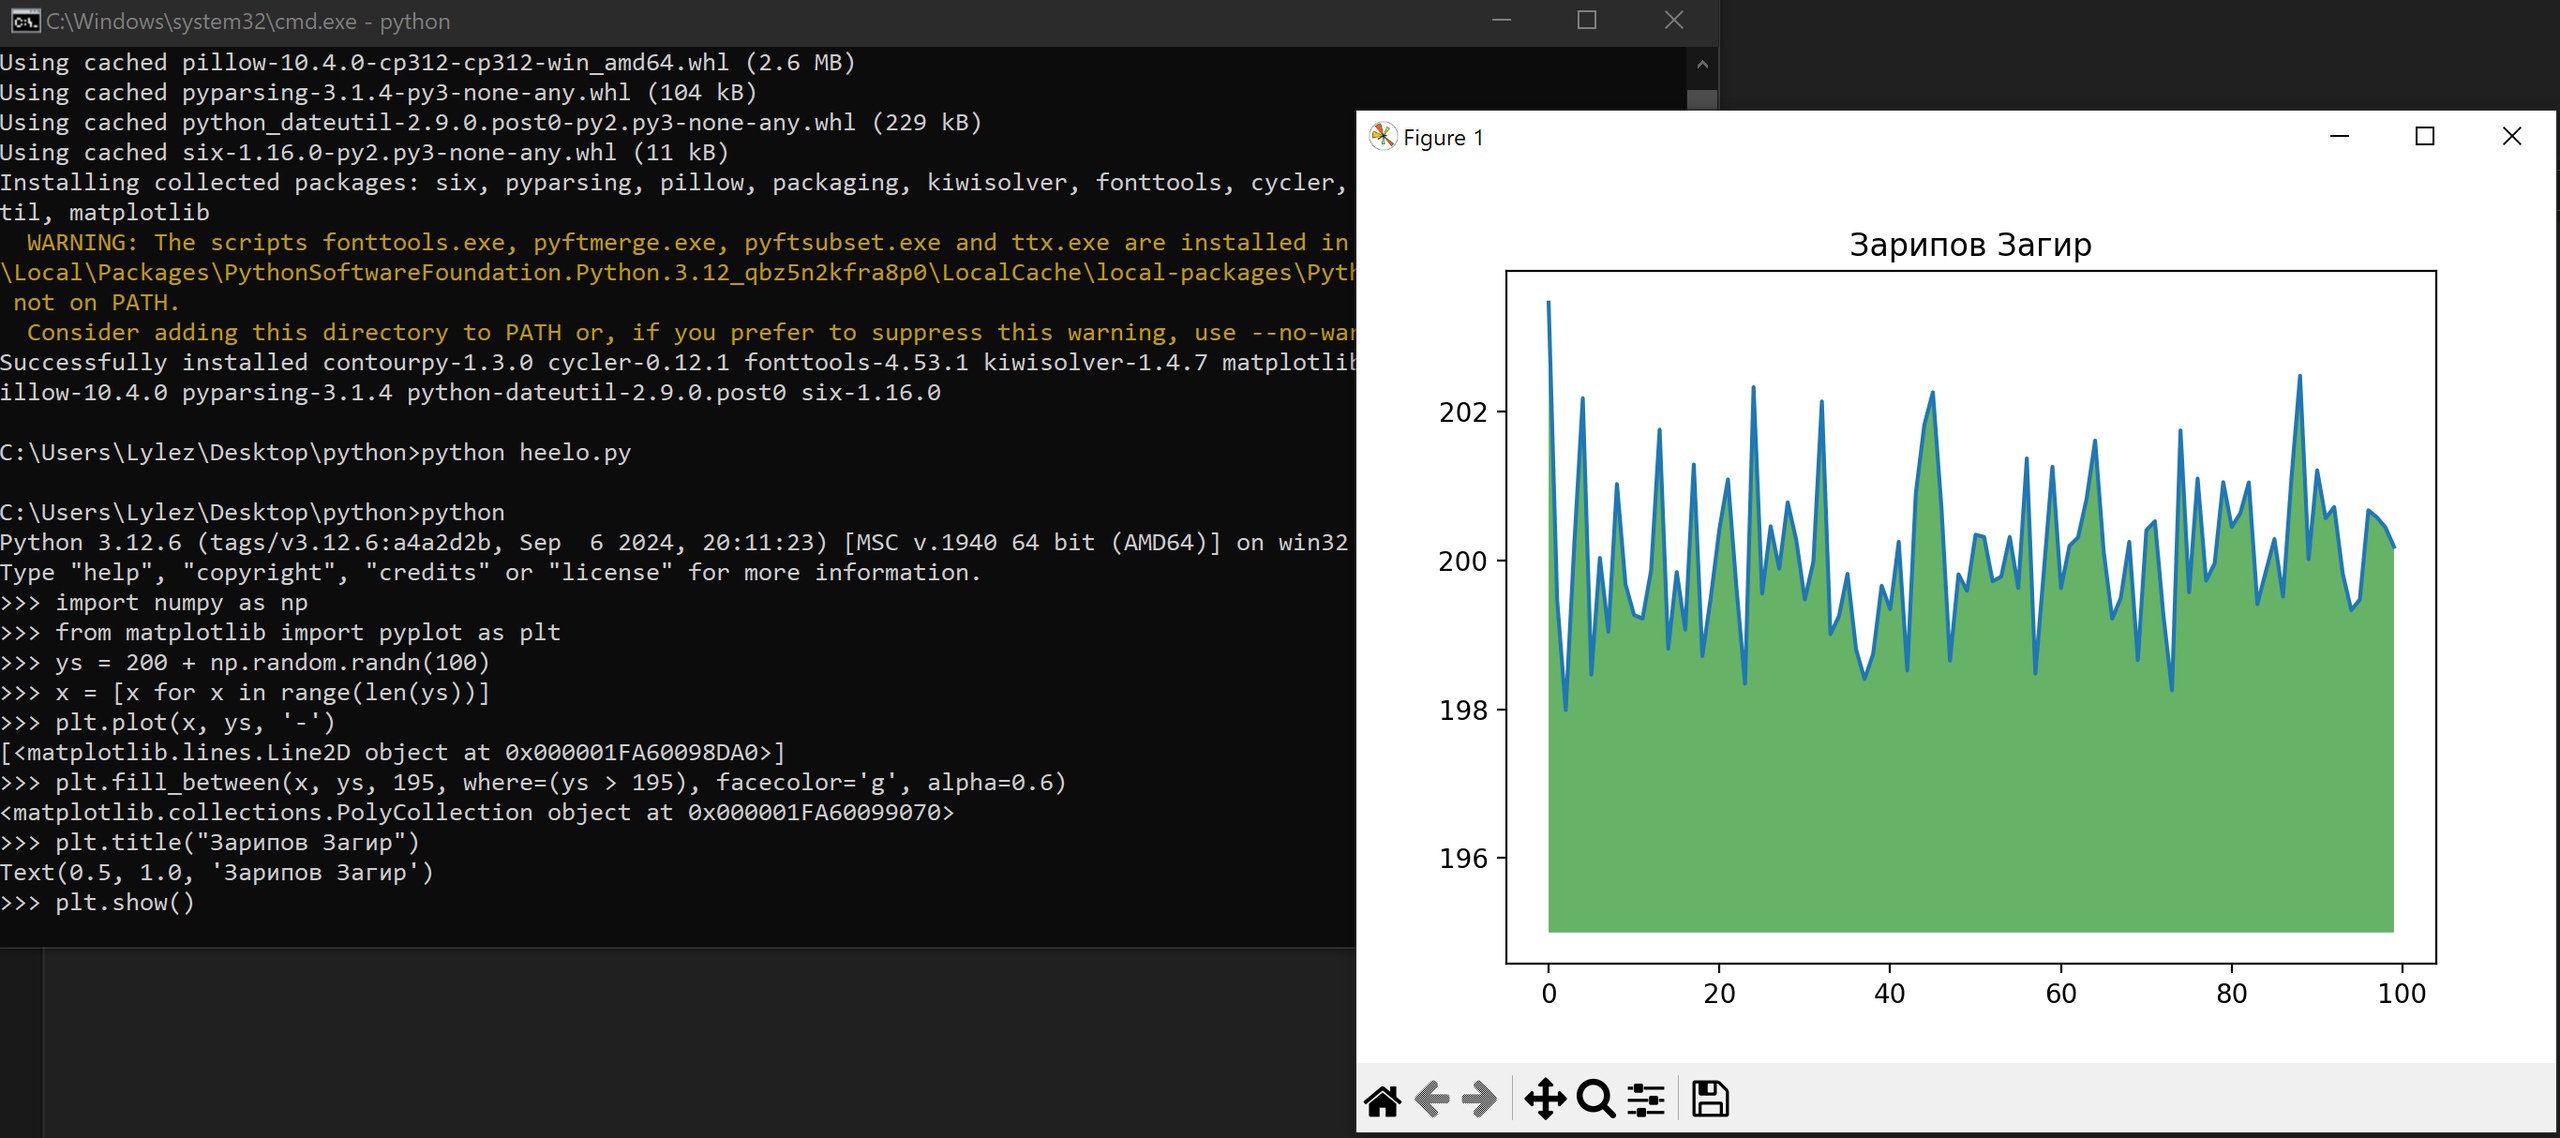 C:\Windows\system32\cmd.exe - python
Using cached pillow-10.4.0-cp312-cp312-win_amd64.whl (2.6 MB)
Using cached pyparsing-3.1.4-py3-none-any.whl (104 kB)
Using cached python_dateutil-2.9.0.post0-py2.py3-none-any.whl (229 kB)
Using cached six-1.16.0-py2.py3-none-any.whl (11 kB)
Installing collected packages: six, pyparsing, pillow, packaging, kiwisolver, fonttools, cycler,
til, matplotlib
WARNING: The scripts fonttools.exe, pyftmerge.exe, pyftsubset.exe and ttx.exe are installed in
\Local\Packages\PythonSoftwareFoundation.Python.3.12_qbz5n2kfra8p0\LocalCache\local-packages\Pyth
not on PATH.
Consider adding this directory to PATH or, if you prefer to suppress this warning, use --no-war
Successfully installed contourpy-1.3.0 cycler-0.12.1 fonttools-4.53.1 kiwisolver-1.4.7 matplotlib
illow-10.4.0 pyparsing-3.1.4 python-dateutil-2.9.0.post0 six-1.16.0
C:\Users\Lylez\Desktop\python>python heelo.py
C:\Users\Lylez\Desktop\python>python
Python 3.12.6 (tags/v3.12.6:a4a2d2b, Sep  6 2024, 20:11:23) [MSC v.1940 64 bit (AMD64)] on win32
Type "help", "copyright", "credits" or "license" for more information.
>>> import numpy as np
>>> from matplotlib import pyplot as plt
>>> ys = 200 + np.random.randn(100)
>>> x = [x for x in range(len(ys))]
>>> plt.plot(x, ys, '-')
[<matplotlib.lines.Line2D object at 0x000001FA60098DA0>]
>>> plt.fill_between(x, ys, 195, where=(ys > 195), facecolor='g', alpha=0.6)
<matplotlib.collections.PolyCollection object at 0x000001FA60099070>
>>> plt.title("Зарипов Загир")
Text(0.5, 1.0, 'Зарипов Загир')
>>> plt.show()
Figure 1
Зарипов Загир
202
200
198
196
0 20 40 60 80 100